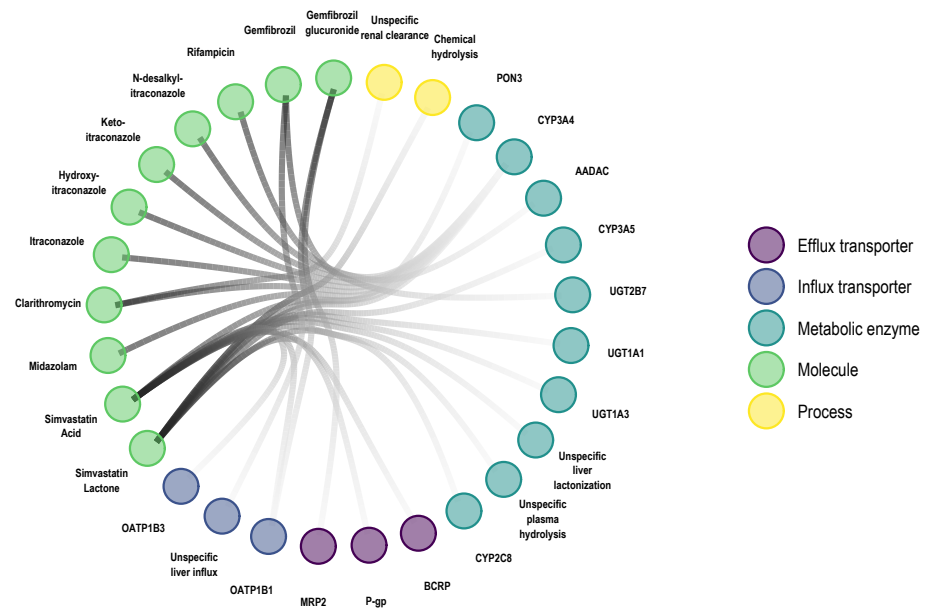 Gemfibrozil
Gemfibrozil
glucuronide
Unspecific
renal clearance
Chemical
hydrolysis
PON3
CYP3A4
AADAC
CYP3A5
UGT2B7
UGT1A1
UGT1A3
Unspecific
liver
lactonization
Unspecific
plasma
hydrolysis
CYP2C8
BCRP
P-gp
MRP2
OATP1B1
Unspecific
liver influx
OATP1B3
Simvastatin
Lactone
Simvastatin
Acid
Midazolam
Clarithromycin
Itraconazole
Hydroxy-
itraconazole
Keto-
itraconazole
N-desalkyl-
itraconazole
Rifampicin
Efflux transporter
Influx transporter
Metabolic enzyme
Molecule
Process